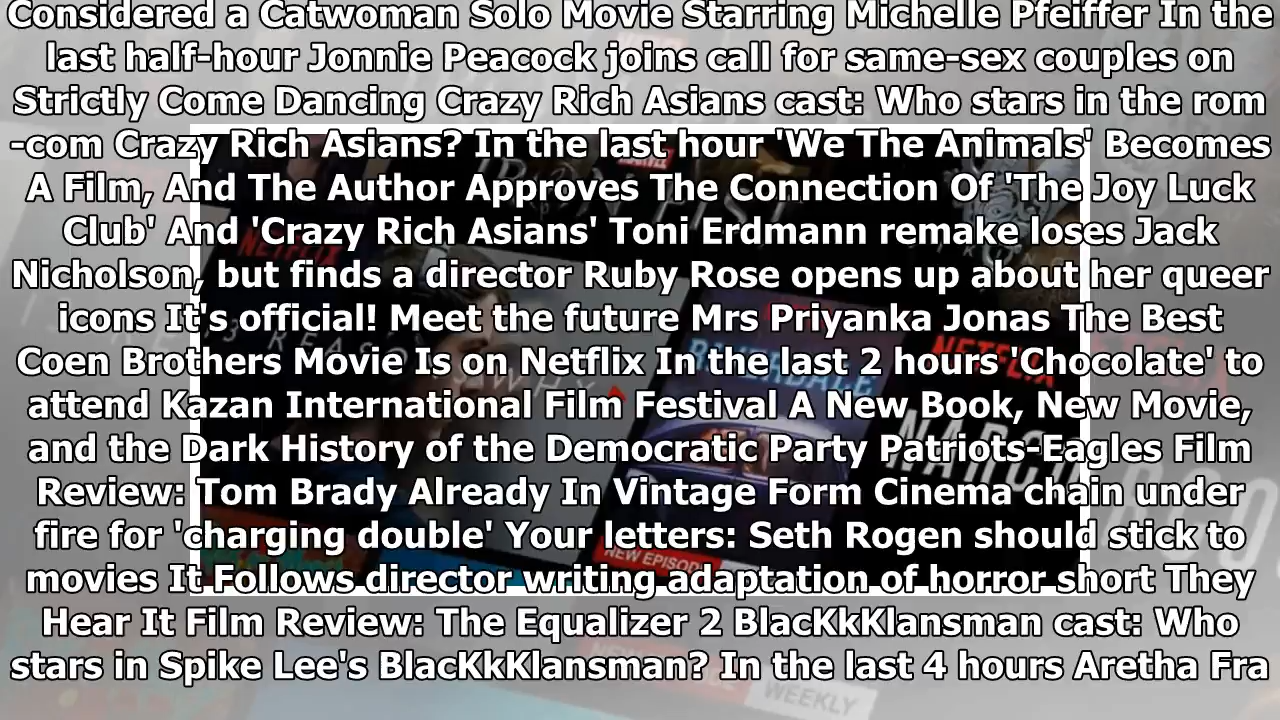 Considered a Catwoman Solo Movie Starring Michelle Pfeiffer In the
last half-hour Jonnie Peacock joins call for same-sex couples on
Strictly Come Dancing Crazy Rich Asians cast: Who stars in the rom
-com Crazy Rich Asians? In the last hour 'We The Animals' Becomes
A Film, And The Author Approves The Connection Of 'The Joy Luck
Club' And 'Crazy Rich Asians' Toni Erdmann remake loses Jack
Nicholson, but finds a director Ruby Rose opens up about her queer
icons It's official! Meet the future Mrs Priyanka Jonas The Best
Coen Brothers Movie Is on Netflix In the last 2 hours 'Chocolate' to
attend Kazan International Film Festival A New Book, New Movie,
and the Dark History of the Democratic Party Patriots-Eagles Film
Review: Tom Brady Already In Vintage Form Cinema chain under
fire for 'charging double' Your letters: Seth Rogen should stick to
movies It Follows director writing adaptation of horror short They
Hear It Film Review: The Equalizer 2 BlacKkKlansman cast: Who
stars in Spike Lee's BlacKkKlansman? In the last 4 hours Aretha Fra
NETFLIX
RIVERDALE
NETFLIX
NARCO
NEW EPISOD
WEEKLY